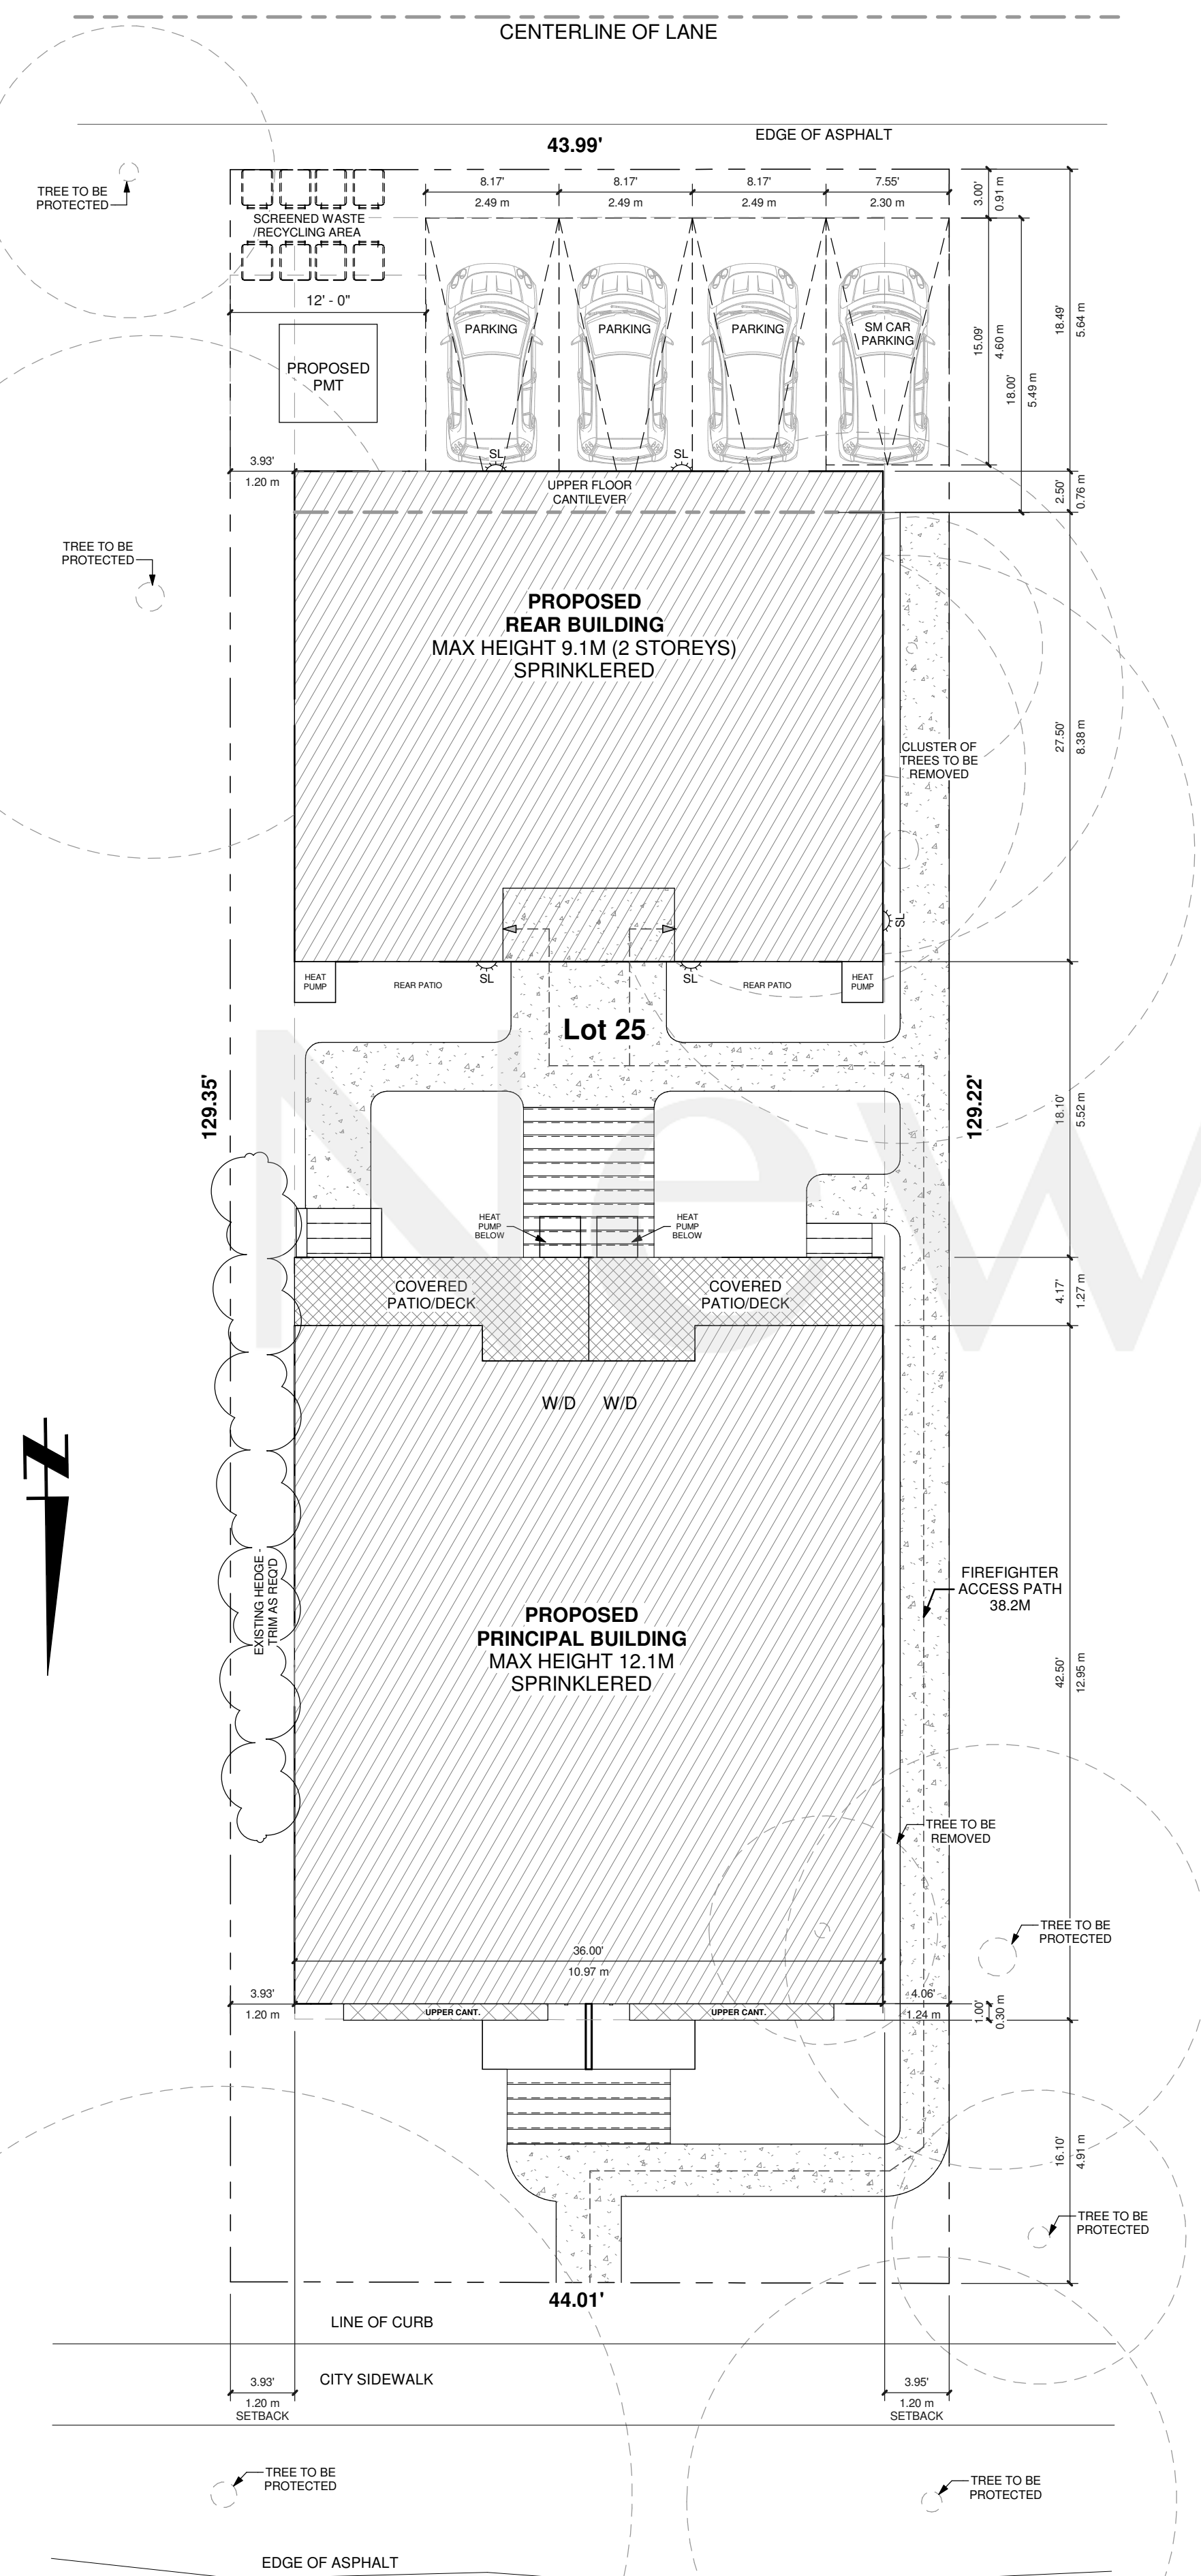 CENTERLINE OF LANE
EDGE OF ASPHALT
43.99'
TREE TO BE
PROTECTED
8.17'
2.49 m
8.17'
2.49 m
8.17'
2.49 m
7.55'
2.30 m
3.00'
0.91 m
SCREENED WASTE
/RECYCLING AREA
12' - 0"
PROPOSED
PMT
PARKING
PARKING
PARKING
SM CAR
PARKING
15.09'
4.60 m
18.00'
5.49 m
18.49'
5.64 m
3.93'
1.20 m
SL
SL
UPPER FLOOR
CANTILEVER
2.50'
0.76 m
TREE TO BE
PROTECTED
PROPOSED
REAR BUILDING
MAX HEIGHT 9.1M (2 STOREYS)
SPRINKLERED
CLUSTER OF
TREES TO BE
REMOVED
27.50'
8.38 m
SL
HEAT
PUMP
REAR PATIO
SL
SL
REAR PATIO
HEAT
PUMP
Lot 25
129.35'
129.22'
18.10'
5.52 m
New
HEAT
PUMP
BELOW
HEAT
PUMP
BELOW
COVERED
PATIO/DECK
COVERED
PATIO/DECK
4.17'
1.27 m
W/D
W/D
N
EXISTING HEDGE -
TRIM AS REQ'D
FIREFIGHTER
ACCESS PATH
38.2M
PROPOSED
PRINCIPAL BUILDING
MAX HEIGHT 12.1M
SPRINKLERED
42.50'
12.95 m
TREE TO BE
REMOVED
TREE TO BE
PROTECTED
36.00'
10.97 m
3.93'
1.20 m
UPPER CANT.
UPPER CANT.
4.06'
1.24 m
1.00'
0.30 m
16.10'
4.91 m
TREE TO BE
PROTECTED
44.01'
LINE OF CURB
CITY SIDEWALK
3.93'
1.20 m
SETBACK
3.95'
1.20 m
SETBACK
TREE TO BE
PROTECTED
TREE TO BE
PROTECTED
EDGE OF ASPHALT